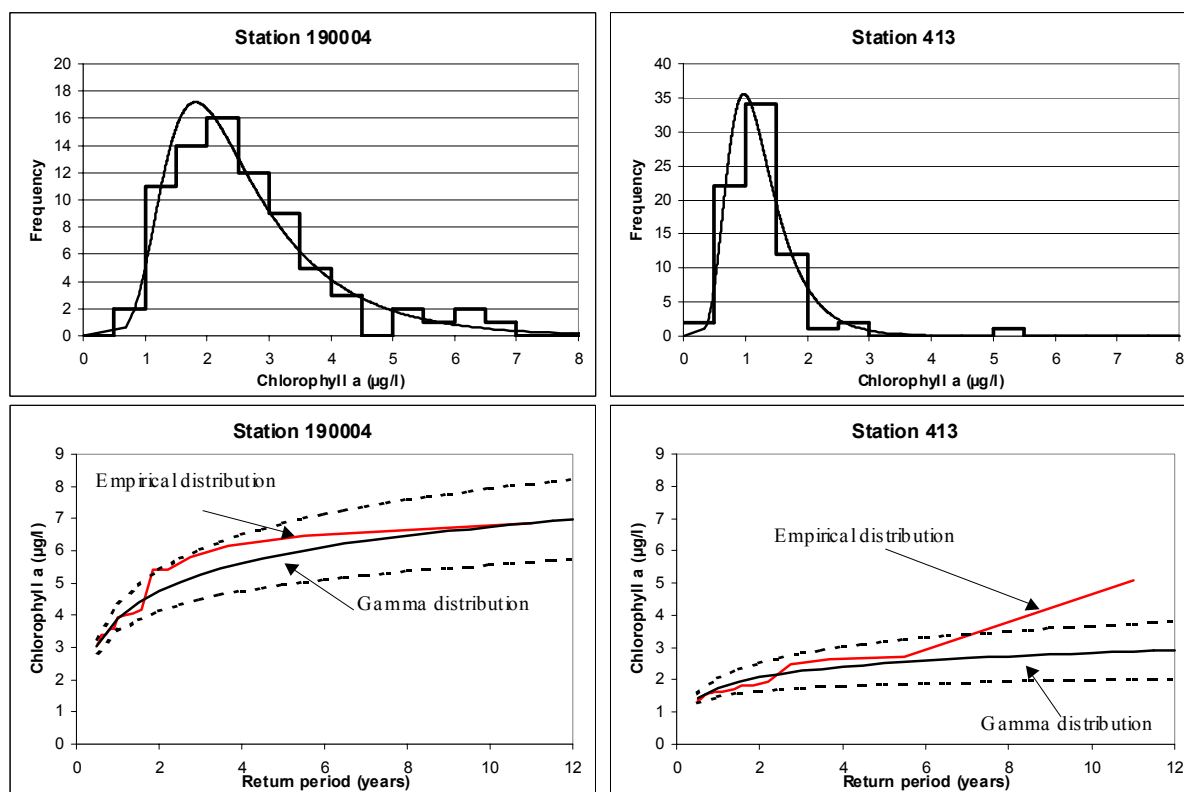 Station 190004
Frequency
20
18
16
14
12
10
8
6
4
2
0
0 1 2 3 4 5 6 7 8
Chlorophyll a (µg/l)
Station 413
Frequency
40
35
30
25
20
15
10
5
0
0 1 2 3 4 5 6 7 8
Chlorophyll a (µg/l)
Station 190004
Chlorophyll a (µg/l)
9
8
7
6
5
4
3
2
1
0
Empirical distribution
Gamma distribution
0 2 4 6 8 10 12
Return period (years)
Station 413
Chlorophyll a (µg/l)
9
8
7
6
5
4
3
2
1
0
Empirical distribution
Gamma distribution
0 2 4 6 8 10 12
Return period (years)